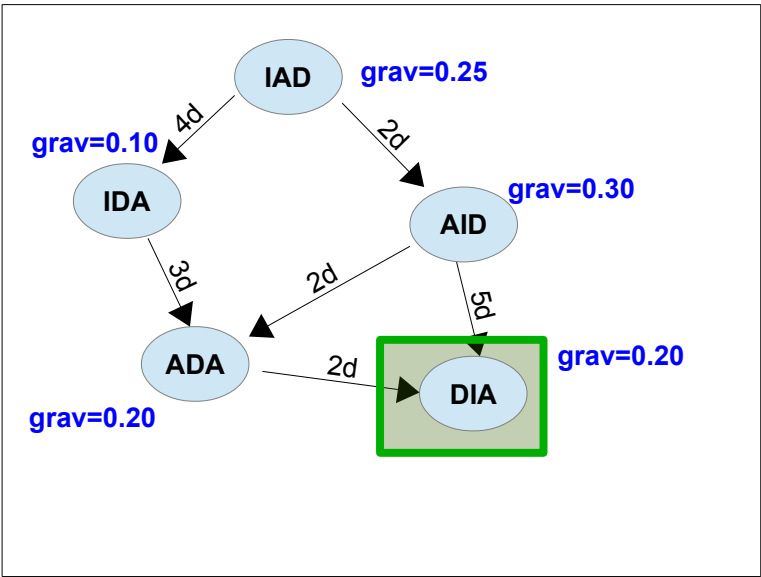 IAD
grav=0.25
4d
2d
grav=0.10
IDA
grav=0.30
AID
3d
2d
5d
ADA
2d
grav=0.20
DIA
grav=0.20